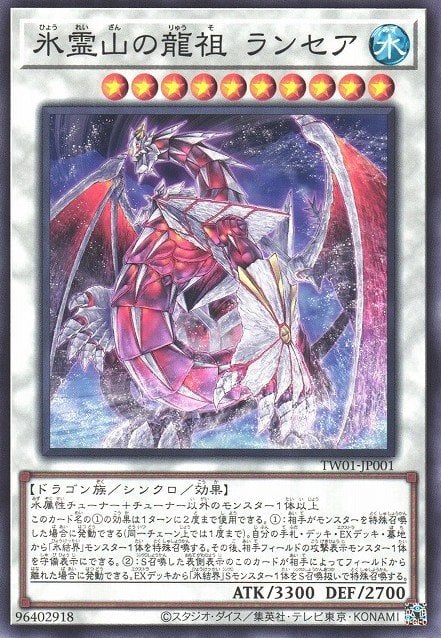 氷霊山の龍祖 ランセア
水
TW01-JP001
【ドラゴン族／シンクロ／効果】
水属性チューナー＋チューナー以外のモンスター1体以上
このカード名の①の効果は1ターンに2度まで使用できる。①：相手がモンスターを特殊召喚
した場合に発動できる(同一チェーン上では1度まで)。自分の手札・デッキ・EXデッキ・墓地
から「氷結界」モンスター1体を特殊召喚する。その後、相手フィールドの攻撃表示モンスター1体
を守備表示にできる。②：S召喚した表側表示のこのカードが相手によってフィールドから
離れた場合に発動できる。EXデッキから「氷結界」Sモンスター1体をS召喚扱いで特殊召喚する。
ATK/3300 DEF/2700
96402918 ©スタジオ・ダイス／集英社・テレビ東京・KONAMI